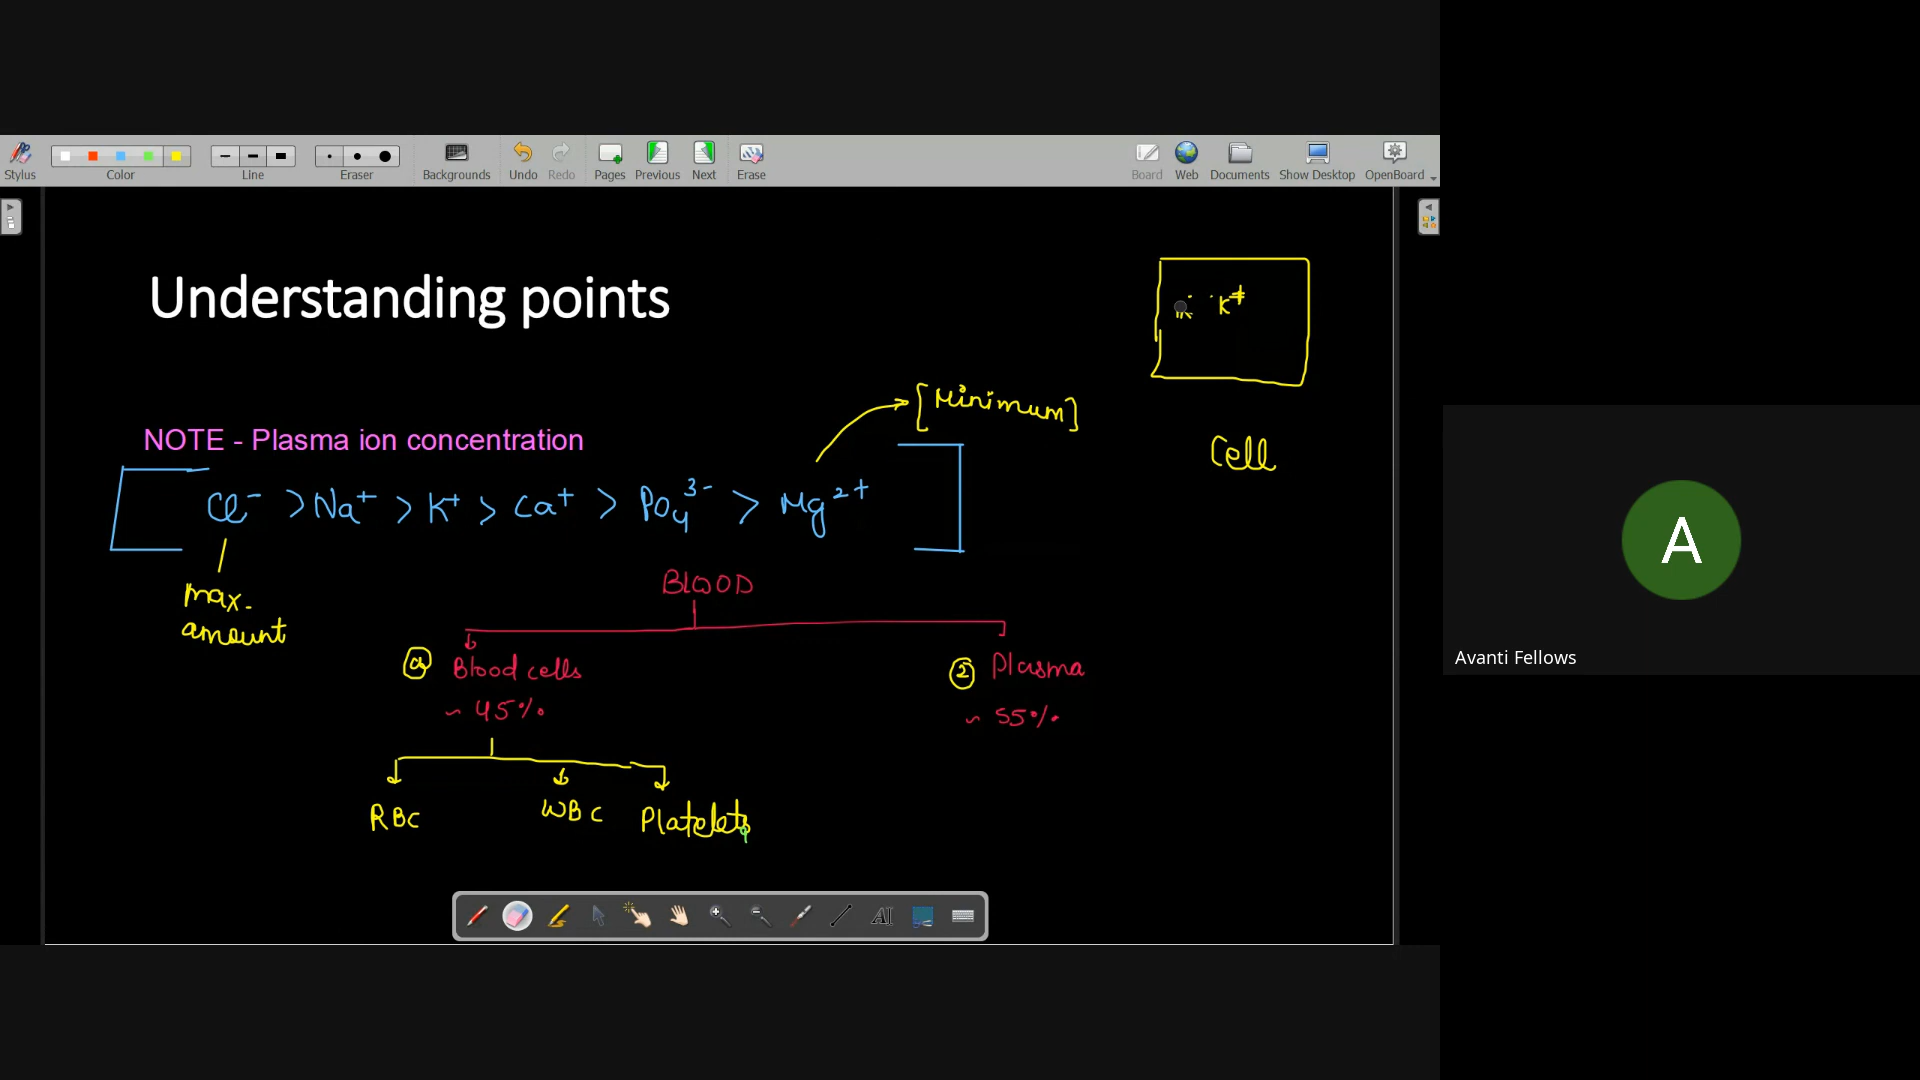 Stylus
Color
Line
Eraser
Backgrounds
Undo
Redo
Pages
Previous
Next
Erase
Board
Web
Documents
Show Desktop
OpenBoard
Understanding points
K⁺
Cell
[Minimum]
NOTE - Plasma ion concentration
Cl⁻ > Na⁺ > K⁺ > Ca⁺ > PO₄³⁻ > Mg²⁺
max.
amount
BLOOD
a Blood cells
~ 45%
2 Plasma
~ 55%
RBC
WBC
Platelets
A
Avanti Fellows